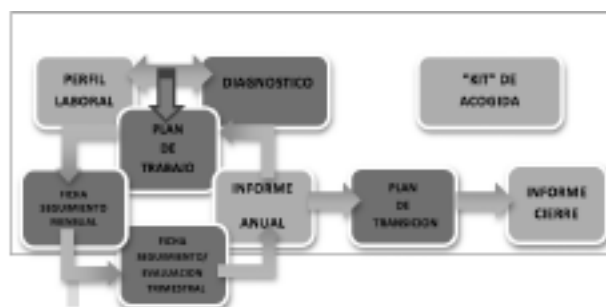 PERFIL
LABORAL
DIAGNOSTICO
"KIT" DE
ACOGIDA
PLAN
DE
TRABAJO
FICHA
SEGUIMIENTO
MENSUAL
INFORME
ANUAL
PLAN
DE
TRANSICION
INFORME
CIERRE
FICHA
SEGUIMIENTO/
EVALUACION
TRIMESTRAL